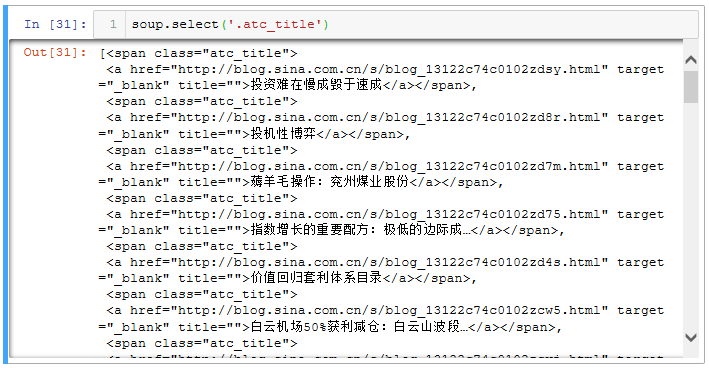 In [31]: 1 soup.select('.atc_title')
Out[31]: [<span class="atc_title">
<a href="http://blog.sina.com.cn/s/blog_13122c74c0102zdsy.html" target
="_blank" title="">投资难在慢成毁于速成</a></span>,
<span class="atc_title">
<a href="http://blog.sina.com.cn/s/blog_13122c74c0102zd8r.html" target
="_blank" title="">投机性博弈</a></span>,
<span class="atc_title">
<a href="http://blog.sina.com.cn/s/blog_13122c74c0102zd7m.html" target
="_blank" title="">薅羊毛操作：兖州煤业股份</a></span>,
<span class="atc_title">
<a href="http://blog.sina.com.cn/s/blog_13122c74c0102zd75.html" target
="_blank" title="">指数增长的重要配方：极低的边际成…</a></span>,
<span class="atc_title">
<a href="http://blog.sina.com.cn/s/blog_13122c74c0102zd4s.html" target
="_blank" title="">价值回归套利体系目录</a></span>,
<span class="atc_title">
<a href="http://blog.sina.com.cn/s/blog_13122c74c0102zcw5.html" target
="_blank" title="">白云机场50%获利减仓：白云山波段…</a></span>,
<span class="atc_title">